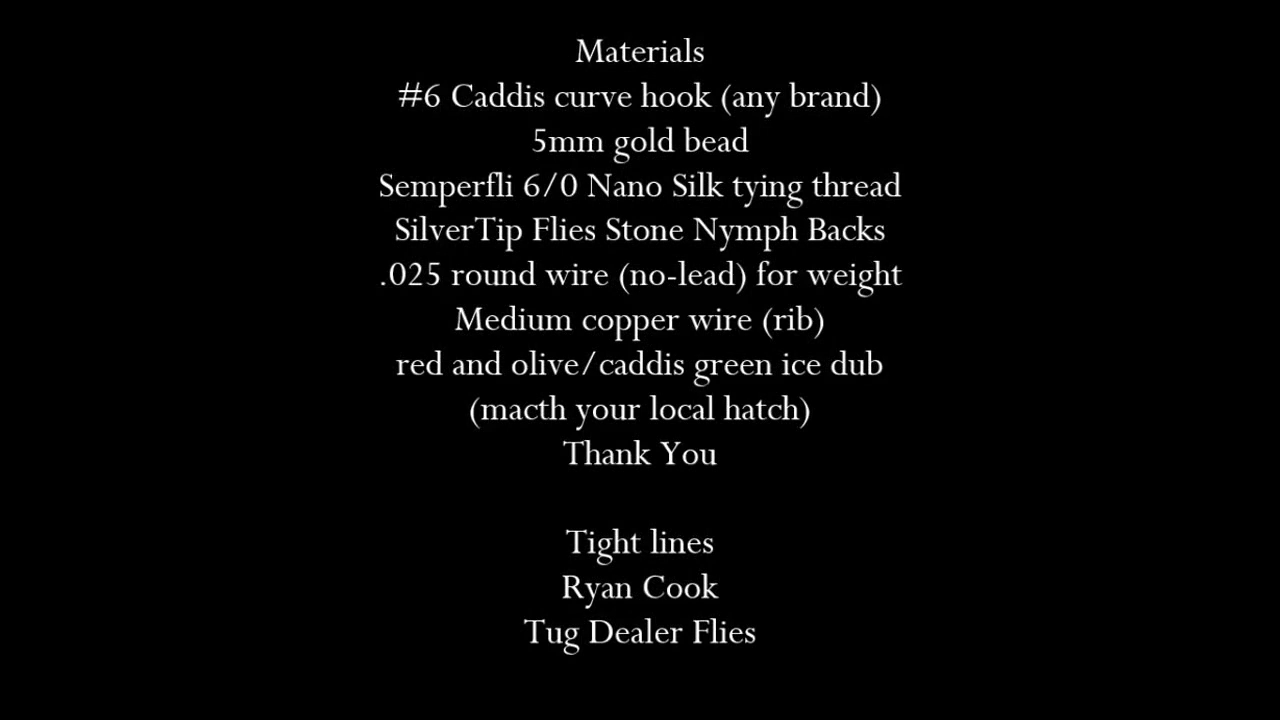 Materials
#6 Caddis curve hook (any brand)
5mm gold bead
Semperfli 6/0 Nano Silk tying thread
SilverTip Flies Stone Nymph Backs
.025 round wire (no-lead) for weight
Medium copper wire (rib)
red and olive/caddis green ice dub
(macth your local hatch)
Thank You
Tight lines
Ryan Cook
Tug Dealer Flies